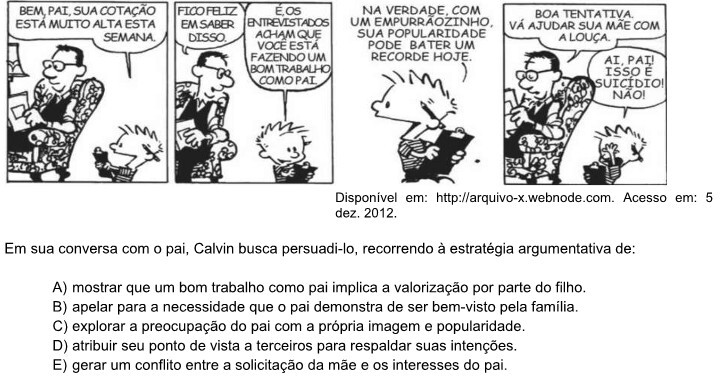 BEM, PAI, SUA COTAÇÃO
ESTÁ MUITO ALTA ESTA
SEMANA.
FICO FELIZ
EM SABER
DISSO.
É, OS
ENTREVISTADOS
ACHAM QUE
VOCÊ ESTÁ
FAZENDO UM
BOM TRABALHO
COMO PAI.
NA VERDADE, COM
UM EMPURRÃOZINHO,
SUA POPULARIDADE
PODE BATER UM
RECORDE HOJE.
BOA TENTATIVA.
VÁ AJUDAR SUA MÃE COM
A LOUÇA.
AI, PAI!
ISSO É
SUICÍDIO!
NÃO!
Disponível em: http://arquivo-x.webnode.com. Acesso em: 5
dez. 2012.
Em sua conversa com o pai, Calvin busca persuadi-lo, recorrendo à estratégia argumentativa de:
A) mostrar que um bom trabalho como pai implica a valorização por parte do filho.
B) apelar para a necessidade que o pai demonstra de ser bem-visto pela família.
C) explorar a preocupação do pai com a própria imagem e popularidade.
D) atribuir seu ponto de vista a terceiros para respaldar suas intenções.
E) gerar um conflito entre a solicitação da mãe e os interesses do pai.